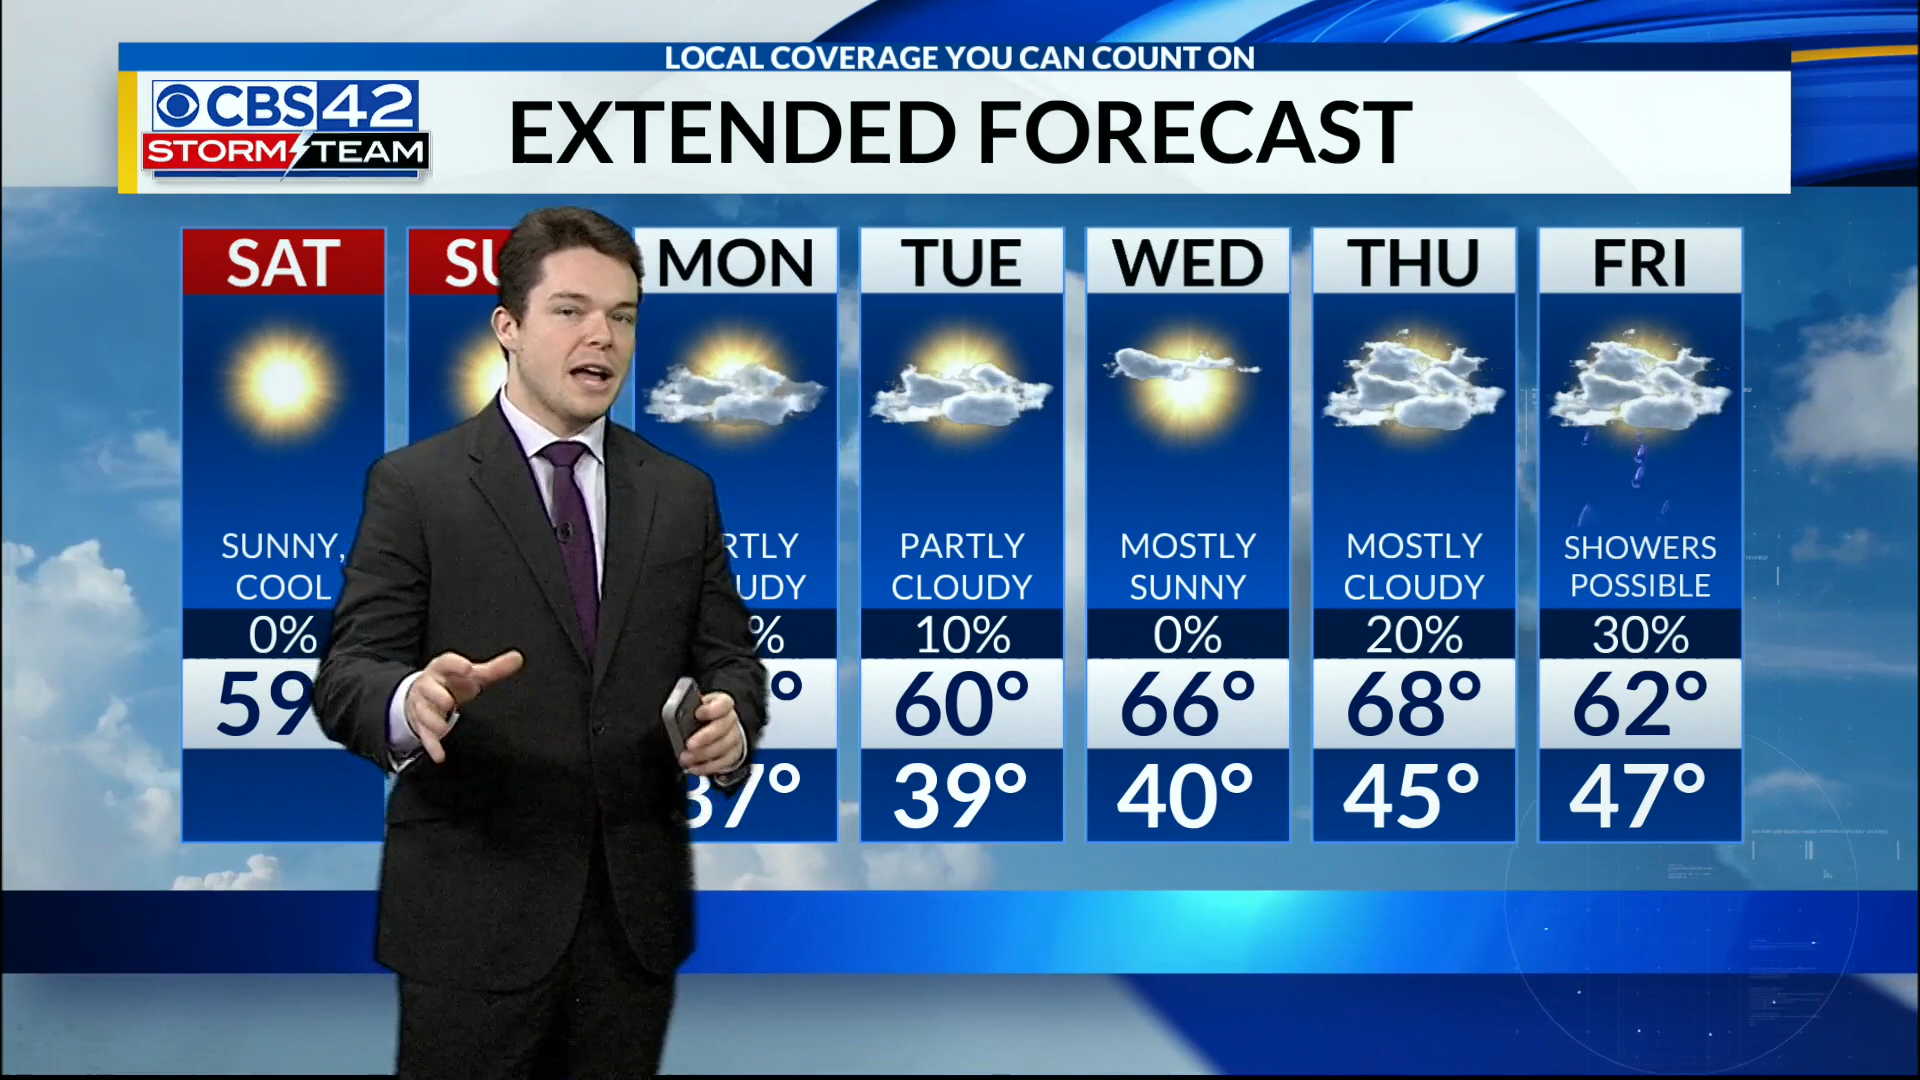 LOCAL COVERAGE YOU CAN COUNT ON
CBS 42
STORM TEAM
EXTENDED FORECAST
SAT
SUNNY,
COOL
0%
59
MON
37°
TUE
PARTLY
CLOUDY
10%
60°
39°
WED
MOSTLY
SUNNY
0%
66°
40°
THU
MOSTLY
CLOUDY
20%
68°
45°
FRI
SHOWERS
POSSIBLE
30%
62°
47°